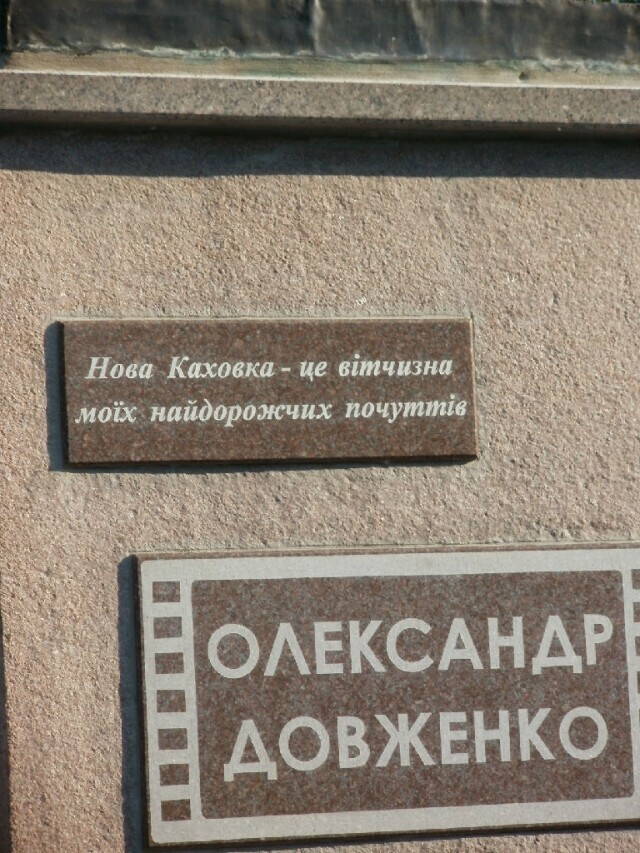 Нова Каховка - це вітчизна
моїх найдорожчих почуттів
ОЛЕКСАНДР
ДОВЖЕНКО